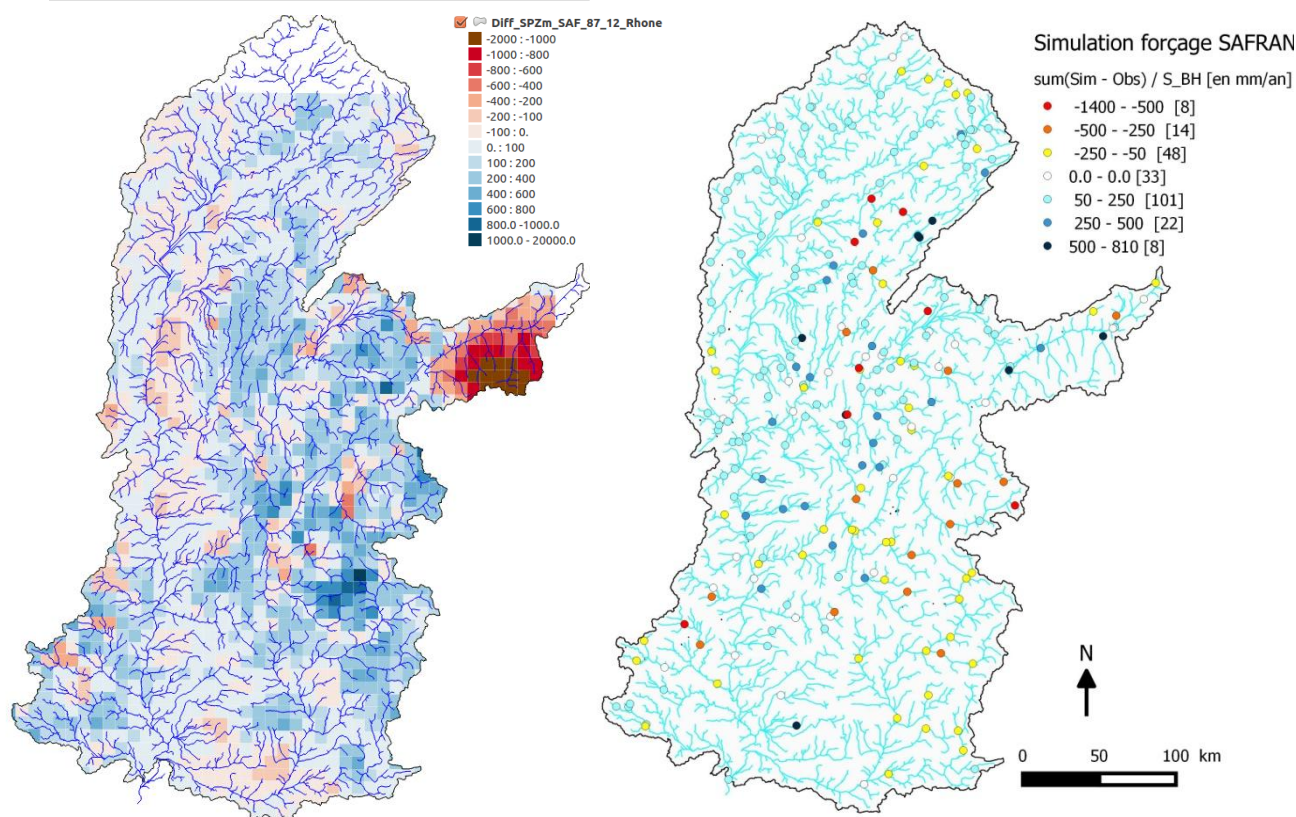 Diff_SPZm_SAF_87_12_Rhone
-2000 : -1000
-1000 : -800
-800 : -600
-600 : -400
-400 : -200
-200 : -100
-100 : 0.
0. : 100
100 : 200
200 : 400
400 : 600
600 : 800
800.0 -1000.0
1000.0 - 20000.0
Simulation forçage SAFRAN
sum(Sim - Obs) / S_BH [en mm/an]
-1400 - -500 [8]
-500 - -250 [14]
-250 - -50 [48]
0.0 - 0.0 [33]
50 - 250 [101]
250 - 500 [22]
500 - 810 [8]
N
0 50 100 km